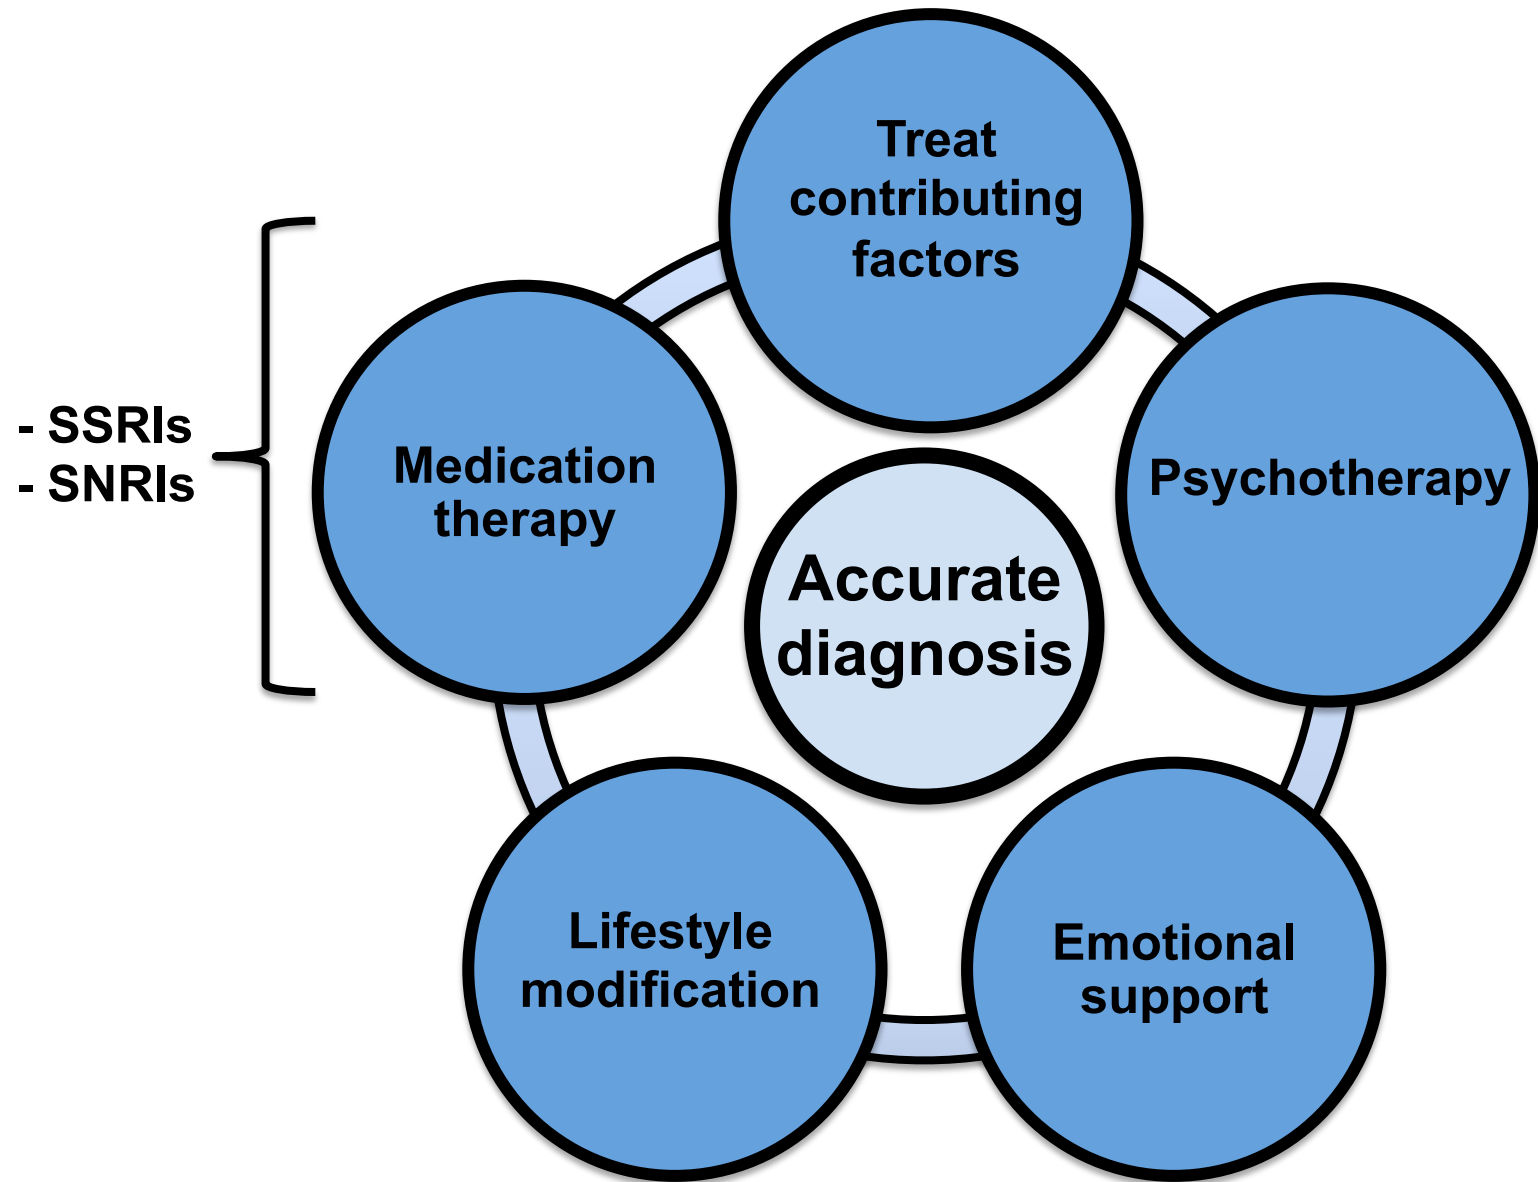 Treat
contributing
factors
- SSRIs
- SNRIs
Medication
therapy
Psychotherapy
Accurate
diagnosis
Lifestyle
modification
Emotional
support